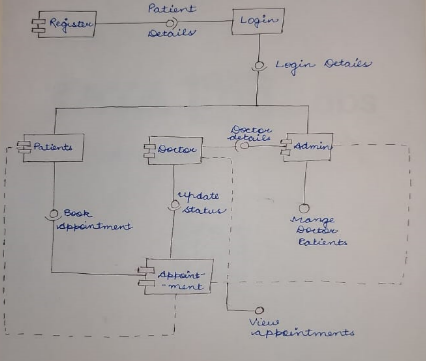 Register
Patient
Details
Login
Login Details
Patients
Doctor
Doctor
details
Admin
Book
Appointment
Update
Status
Mange
Doctor
Patients
Appoint-
-ment
View
appointments